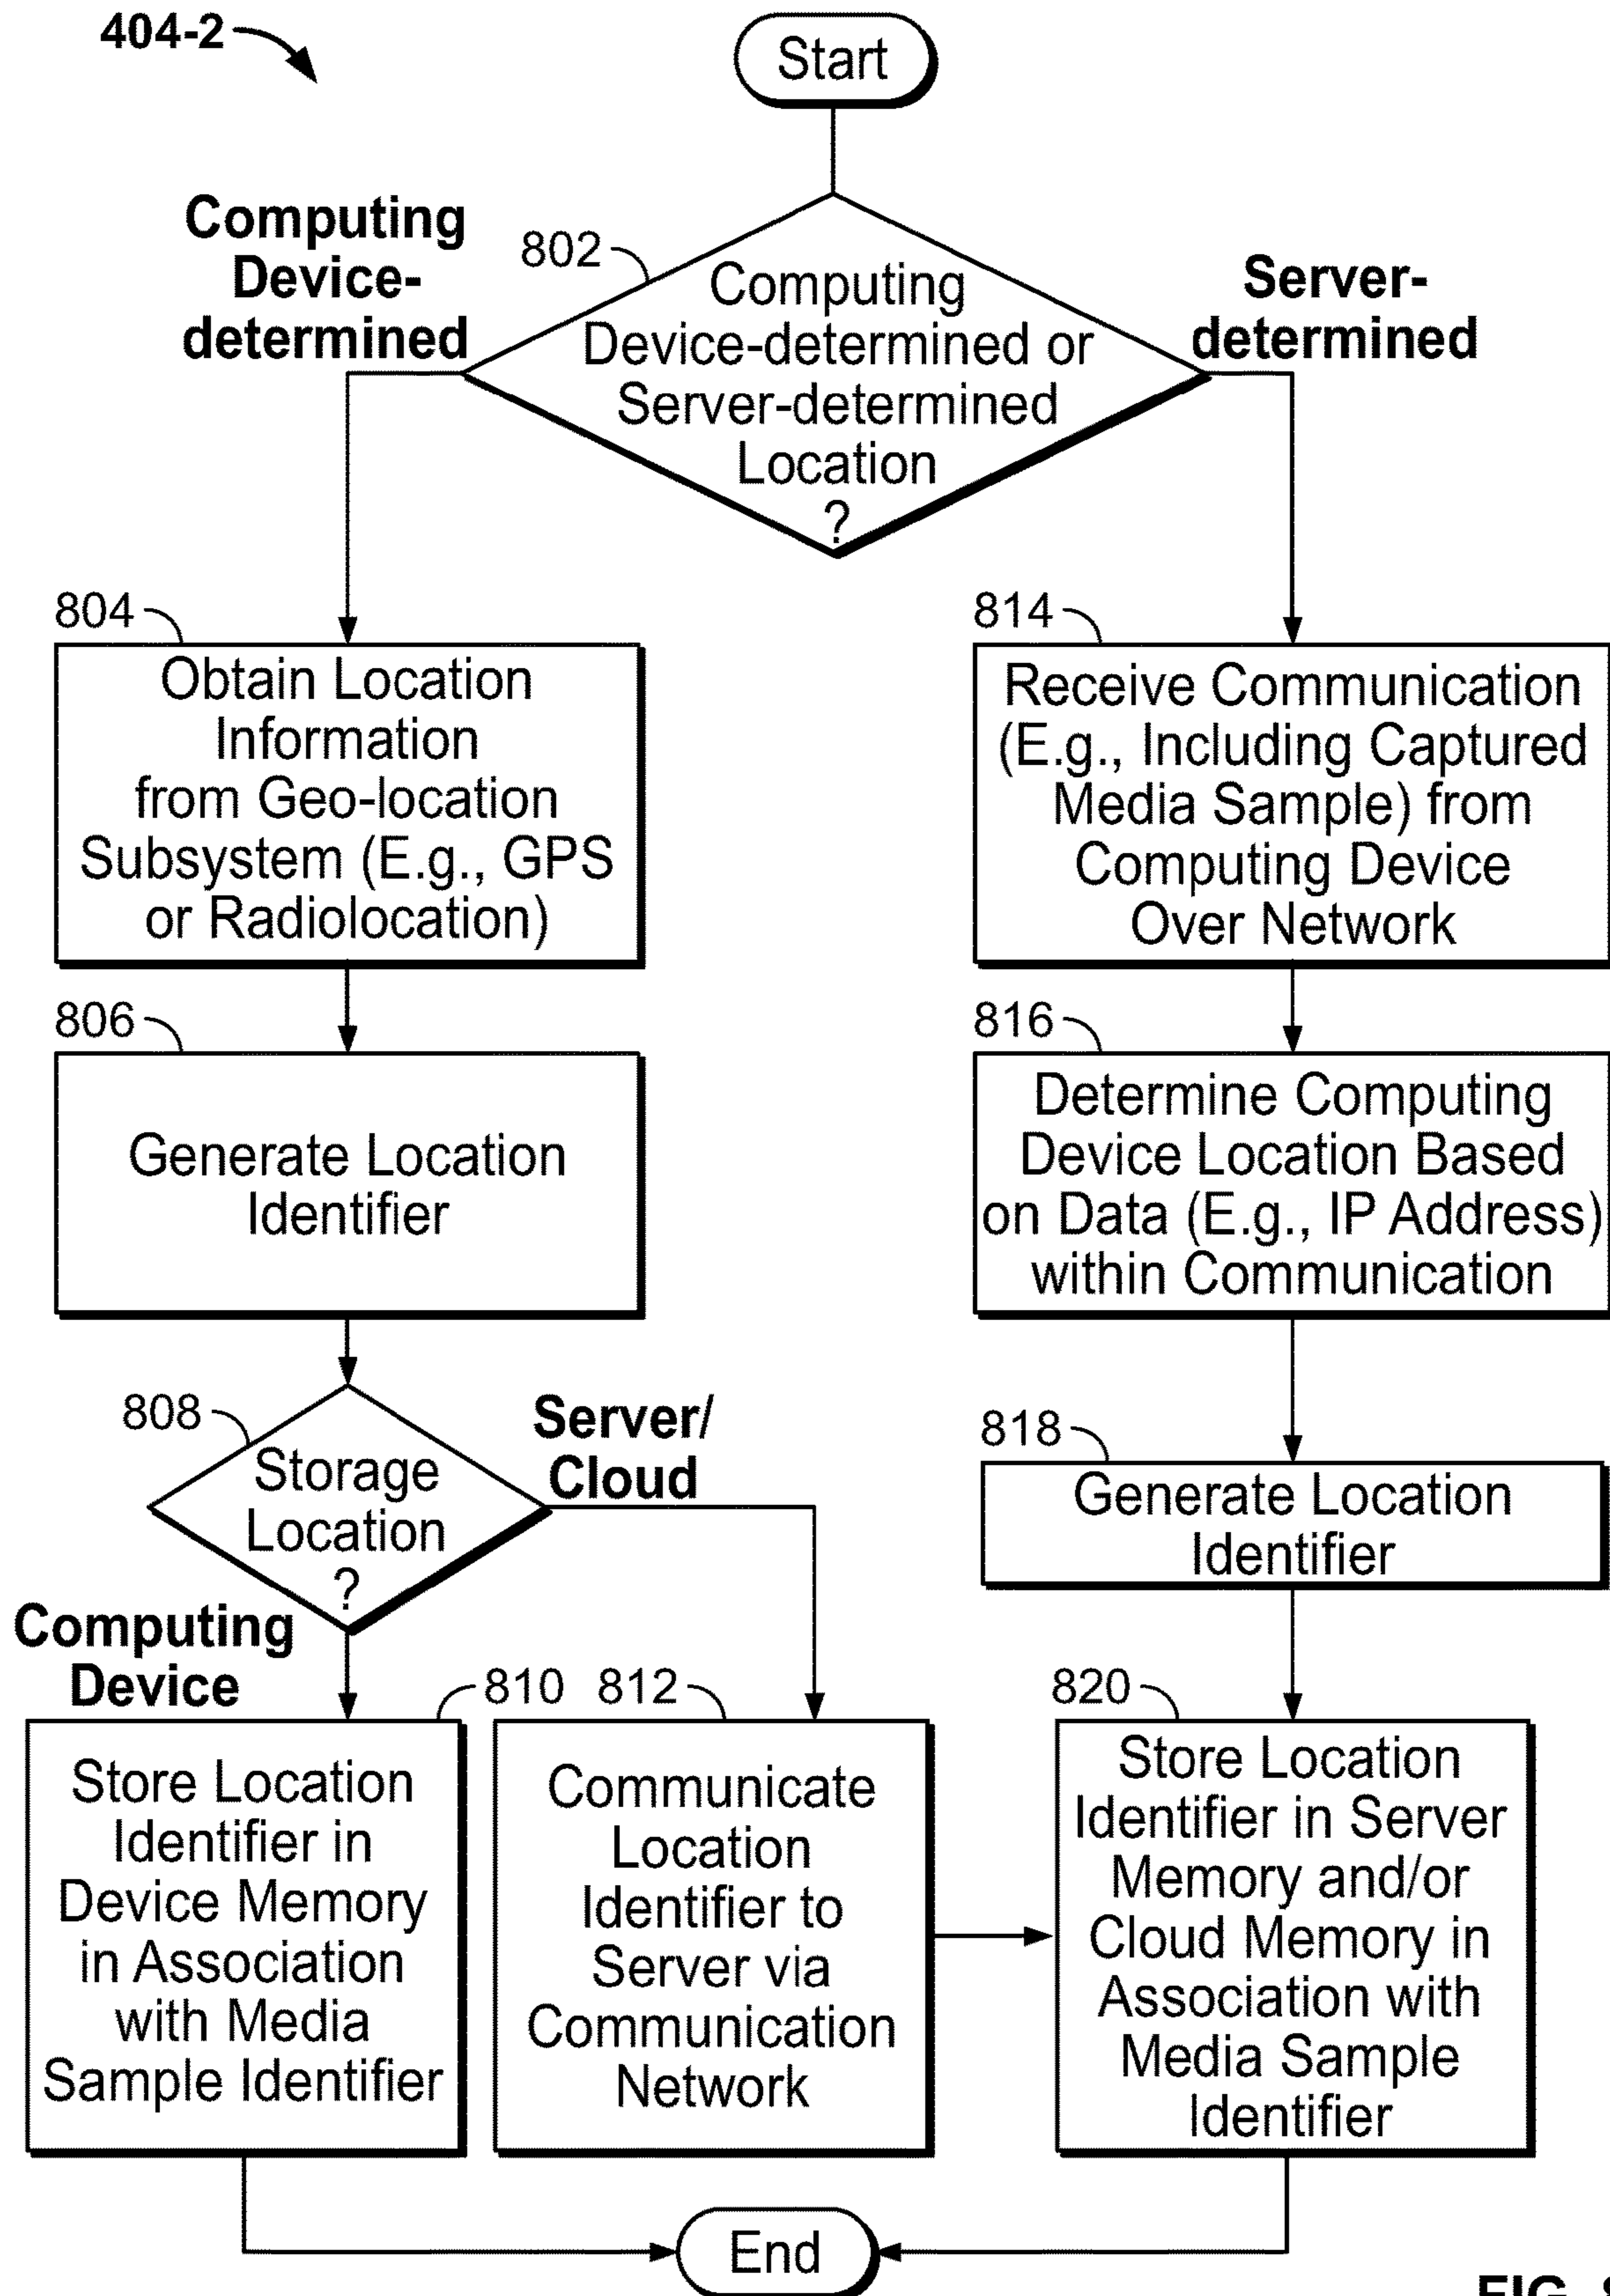 404-2
Start
Computing
Device-
determined
802
Computing
Device-determined or
Server-determined
Location
?
Server-
determined
804
Obtain Location
Information
from Geo-location
Subsystem (E.g., GPS
or Radiolocation)
814
Receive Communication
(E.g., Including Captured
Media Sample) from
Computing Device
Over Network
806
Generate Location
Identifier
816
Determine Computing
Device Location Based
on Data (E.g., IP Address)
within Communication
808
Storage
Location
?
Server/
Cloud
818
Generate Location
Identifier
Computing
Device
810
Store Location
Identifier in
Device Memory
in Association
with Media
Sample Identifier
812
Communicate
Location
Identifier to
Server via
Communication
Network
820
Store Location
Identifier in Server
Memory and/or
Cloud Memory in
Association with
Media Sample
Identifier
End
FIG.